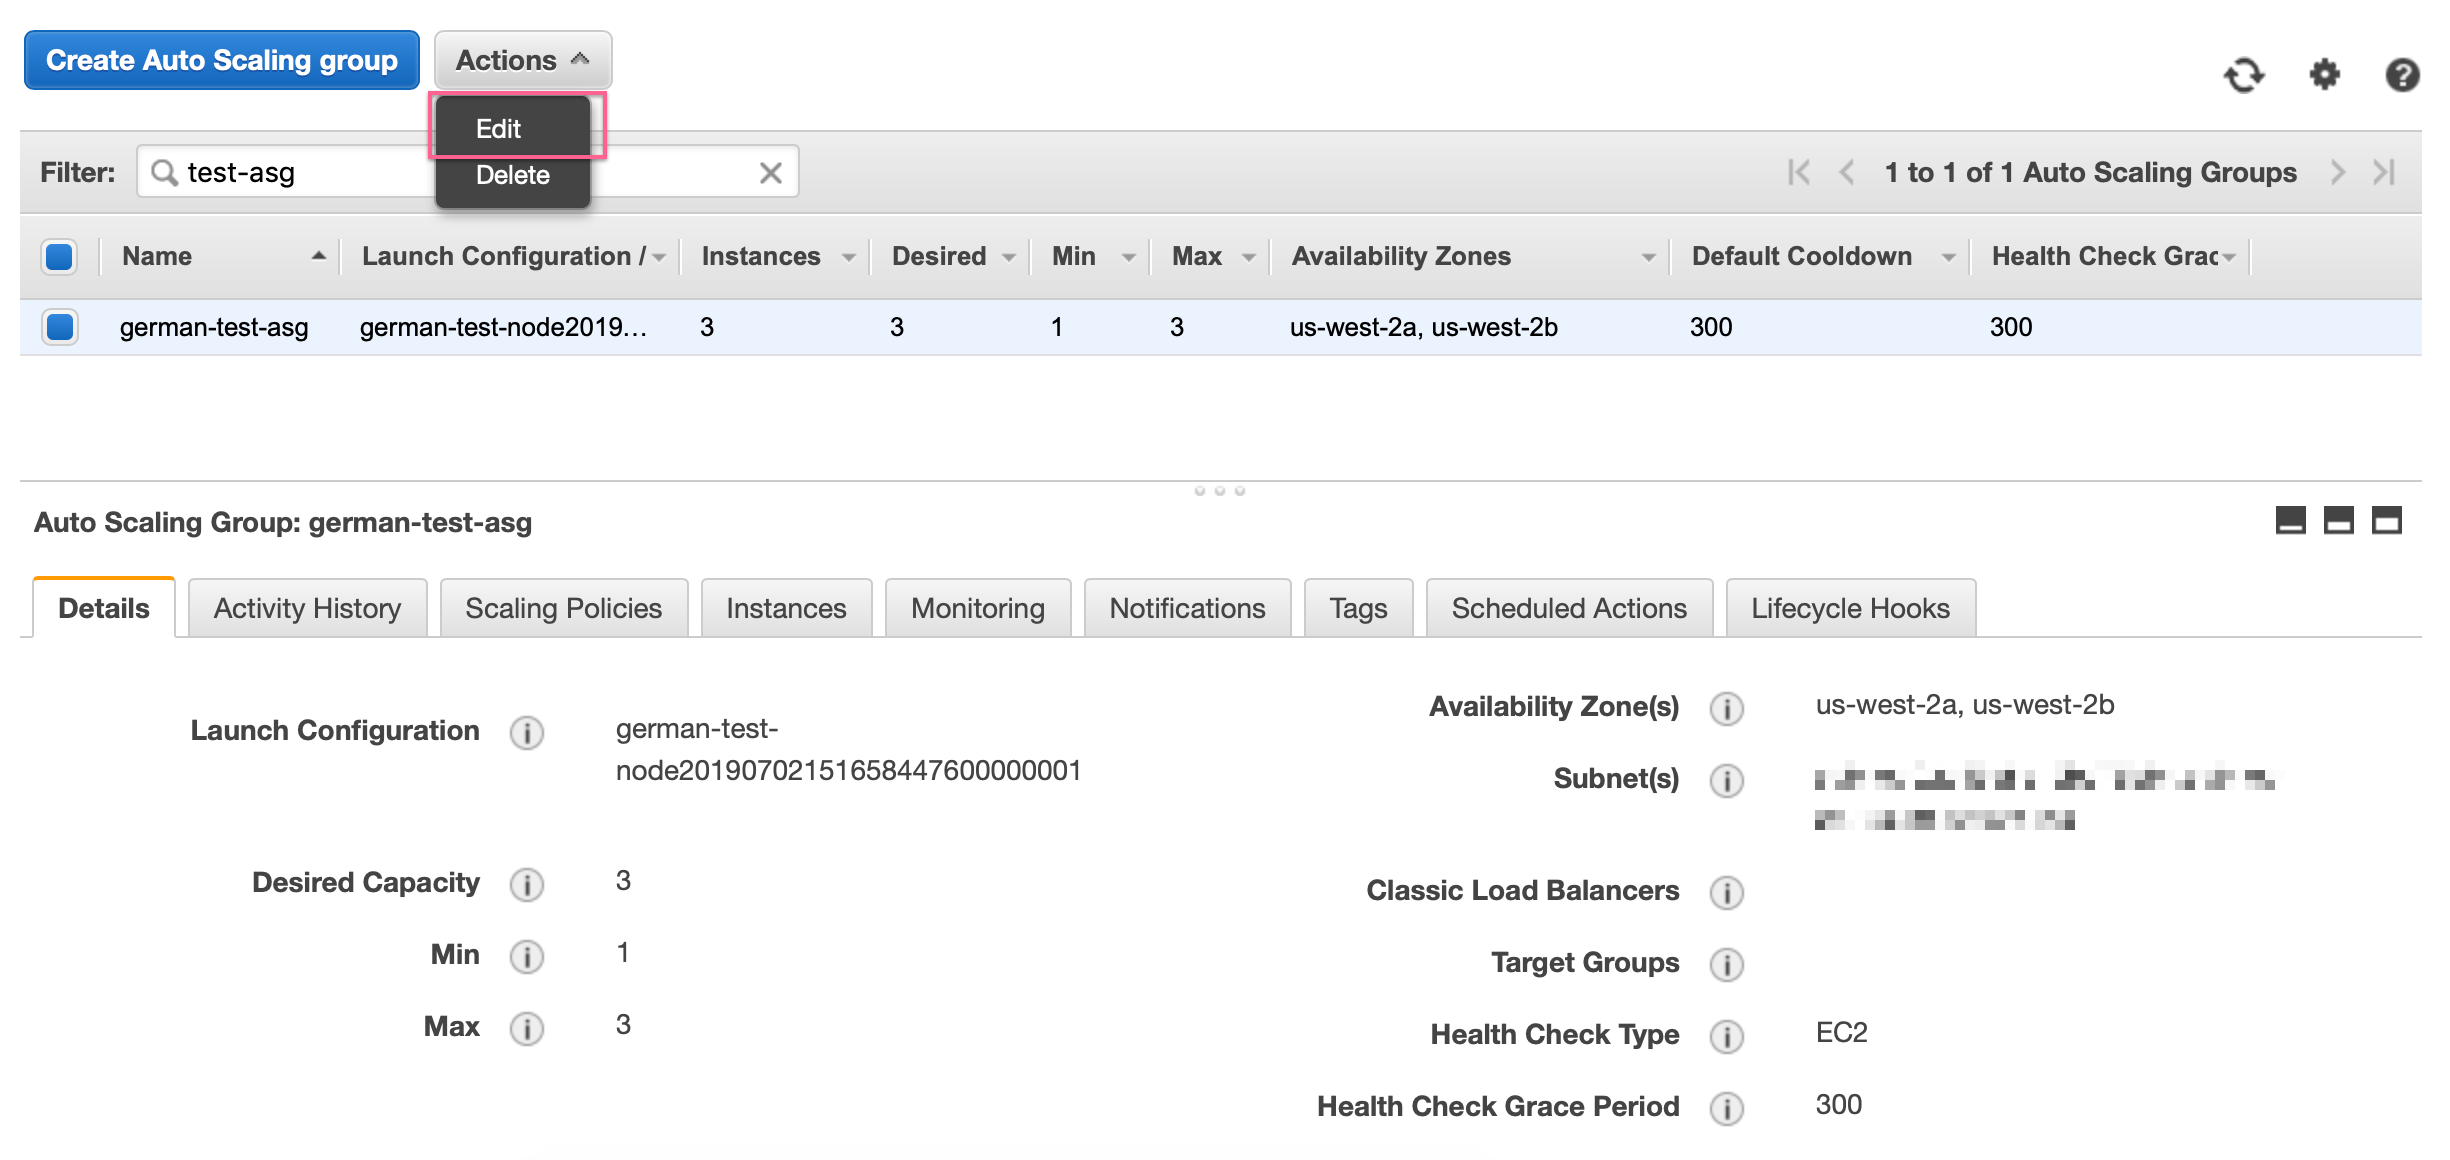 Create Auto Scaling group Actions
Edit
Delete
Filter: test-asg 1 to 1 of 1 Auto Scaling Groups
Name Launch Configuration / Instances Desired Min Max Availability Zones Default Cooldown Health Check Grac
german-test-asg german-test-node2019... 3 3 1 3 us-west-2a, us-west-2b 300 300
Auto Scaling Group: german-test-asg
Details Activity History Scaling Policies Instances Monitoring Notifications Tags Scheduled Actions Lifecycle Hooks
Launch Configuration german-test-
node20190702151658447600000001
Desired Capacity 3
Min 1
Max 3
Availability Zone(s) us-west-2a, us-west-2b
Subnet(s)
Classic Load Balancers
Target Groups
Health Check Type EC2
Health Check Grace Period 300